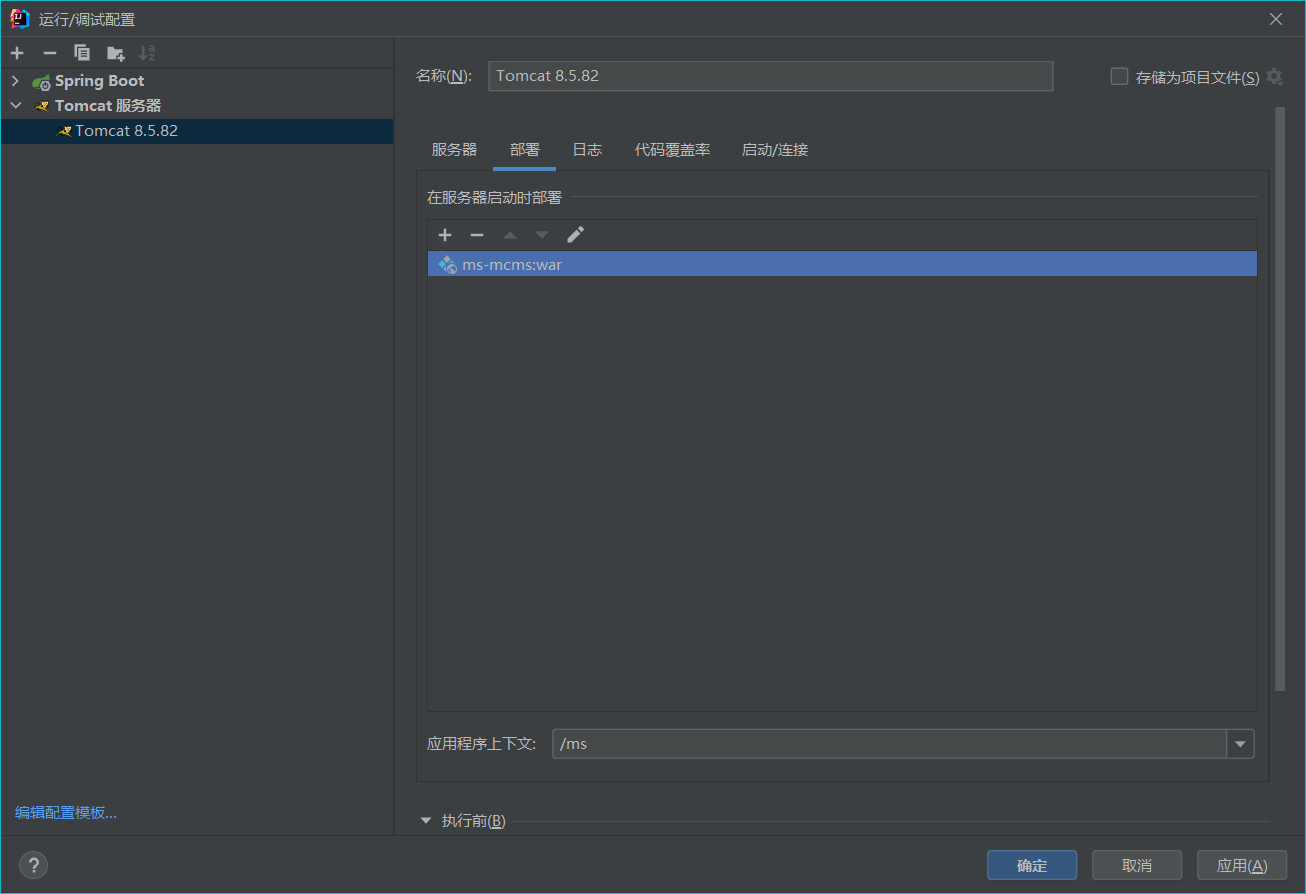 运行/调试配置
Spring Boot
Tomcat 服务器
Tomcat 8.5.82
编辑配置模板...
名称(N):
Tomcat 8.5.82
存储为项目文件(S)
服务器 部署 日志 代码覆盖率 启动/连接
在服务器启动时部署
ms-mcms:war
应用程序上下文:
/ms
执行前(B)
?
确定 取消 应用(A)